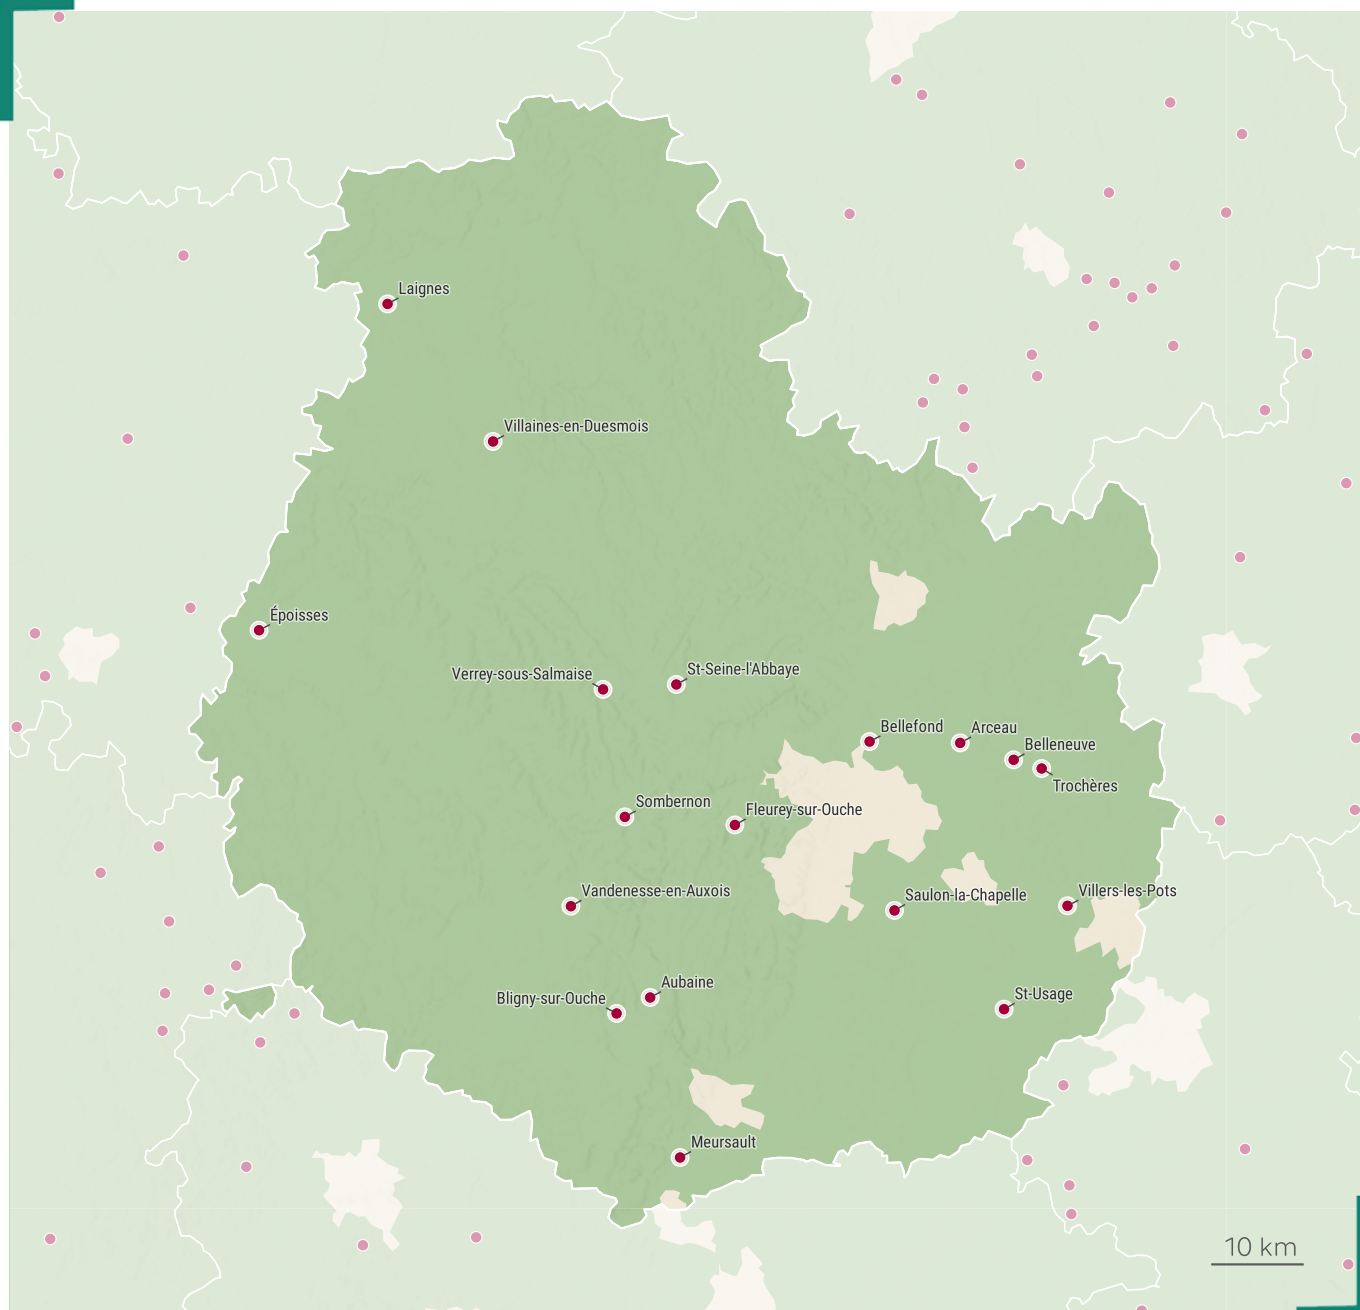 Laignes
Villaines-en-Duesmois
Époisses
Verrey-sous-Salmaise
St-Seine-l'Abbaye
Bellefond
Arceau
Belleneuve
Trochères
Sombernon
Fleurey-sur-Ouche
Vandenesse-en-Auxois
Saulon-la-Chapelle
Villers-les-Pots
Aubaine
Bligny-sur-Ouche
St-Usage
Meursault
10 km